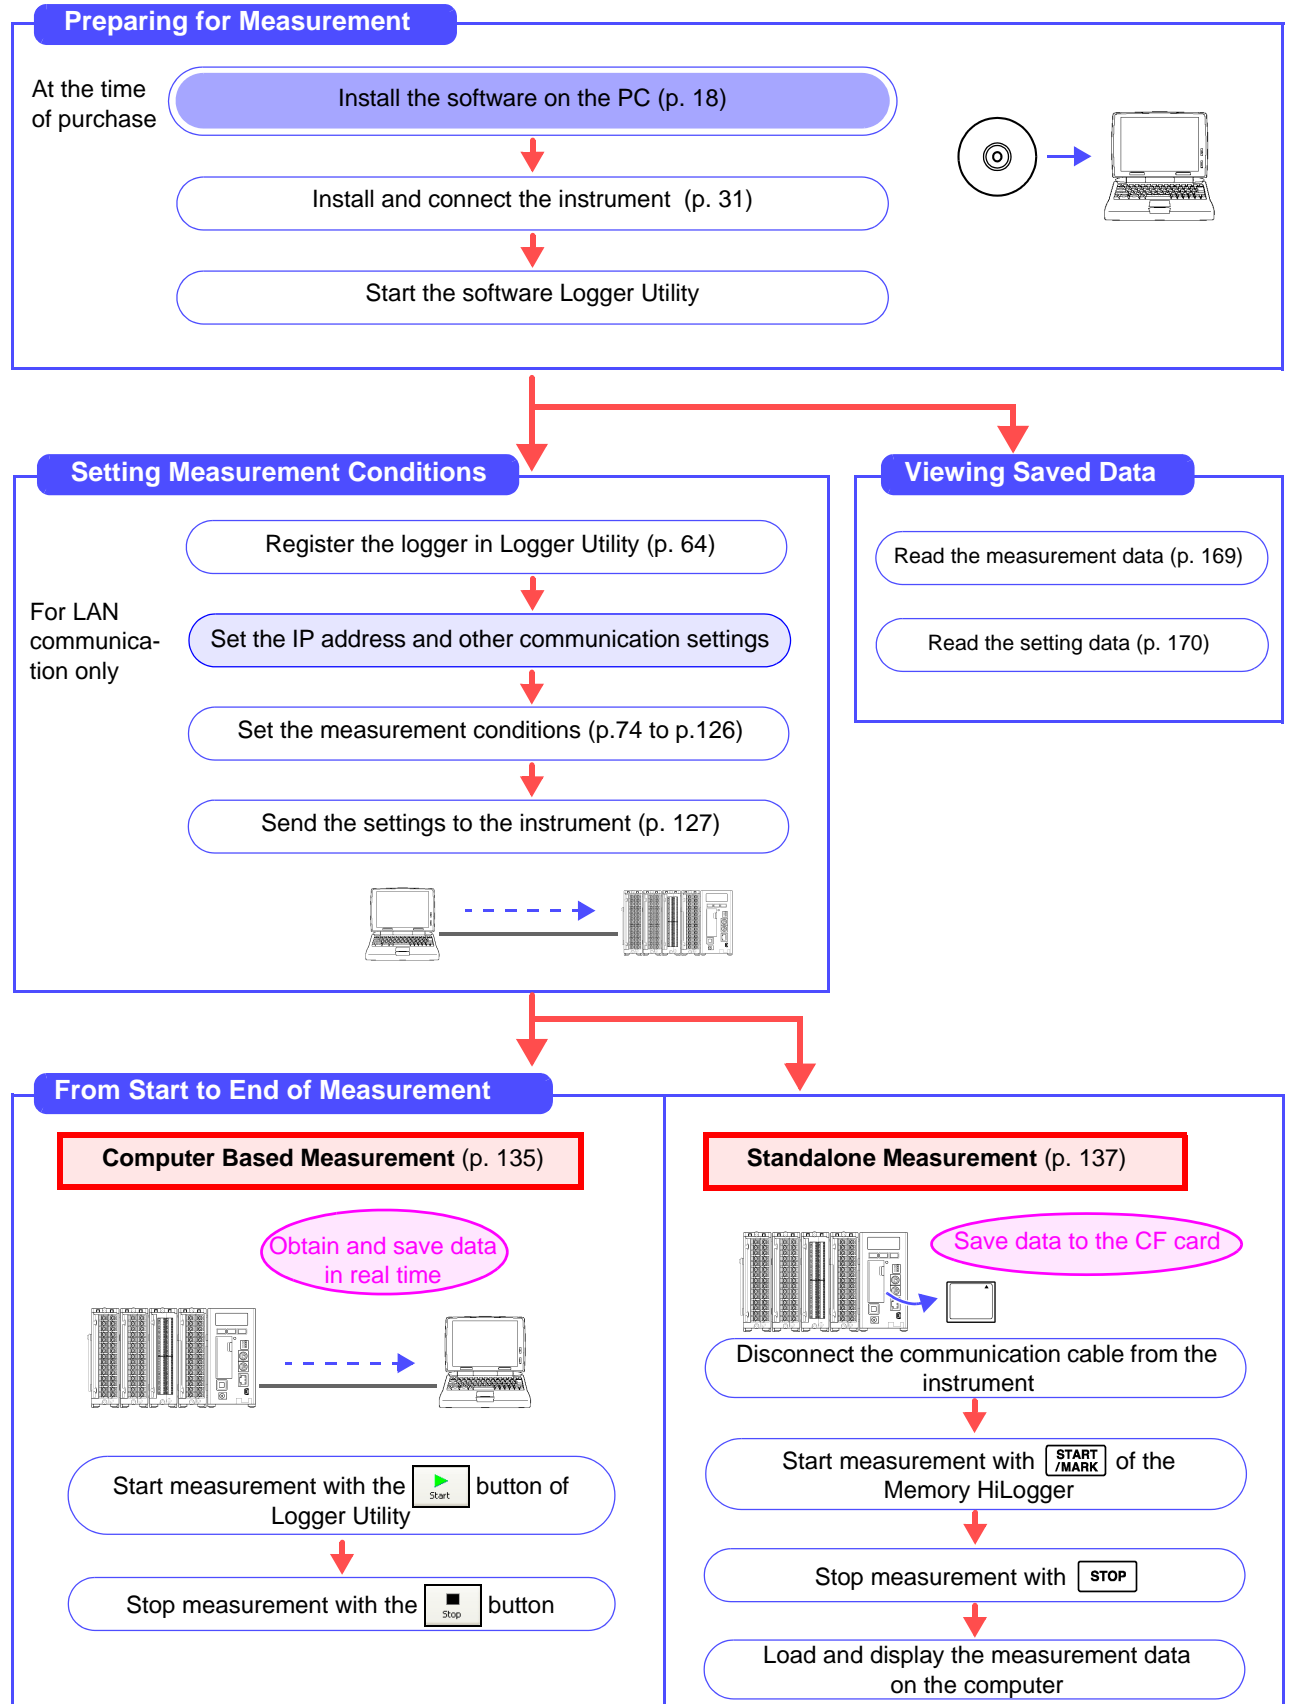 Preparing for Measurement
At the time
of purchase
Install the software on the PC (p. 18)
Install and connect the instrument (p. 31)
Start the software Logger Utility
Setting Measurement Conditions
Register the logger in Logger Utility (p. 64)
For LAN
communica-
tion only
Set the IP address and other communication settings
Set the measurement conditions (p.74 to p.126)
Send the settings to the instrument (p. 127)
Viewing Saved Data
Read the measurement data (p. 169)
Read the setting data (p. 170)
From Start to End of Measurement
Computer Based Measurement (p. 135)
Obtain and save data
in real time
Start measurement with the Start button of
Logger Utility
Stop measurement with the Stop button
Standalone Measurement (p. 137)
Save data to the CF card
Disconnect the communication cable from the
instrument
Start measurement with START /MARK of the
Memory HiLogger
Stop measurement with STOP
Load and display the measurement data
on the computer